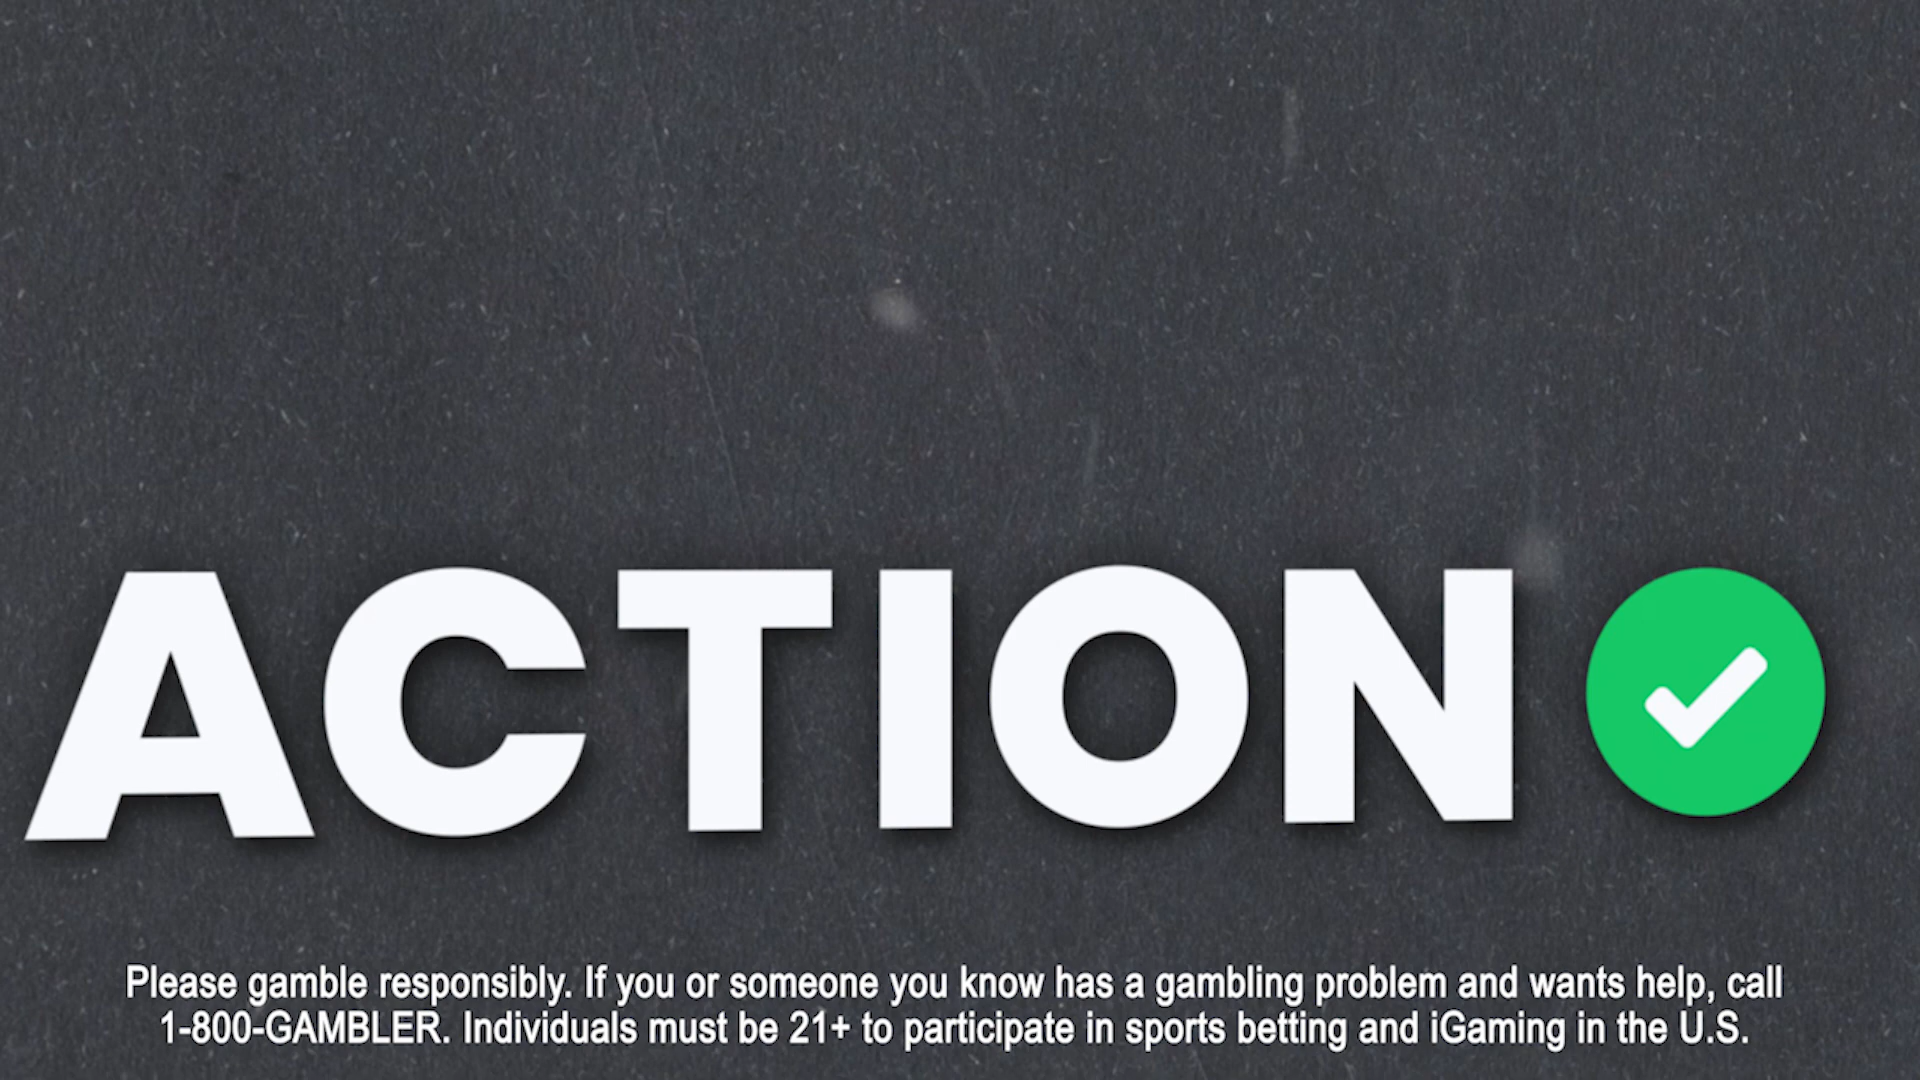 ACTION
Please gamble responsibly. If you or someone you know has a gambling problem and wants help, call
1-800-GAMBLER. Individuals must be 21+ to participate in sports betting and iGaming in the U.S.